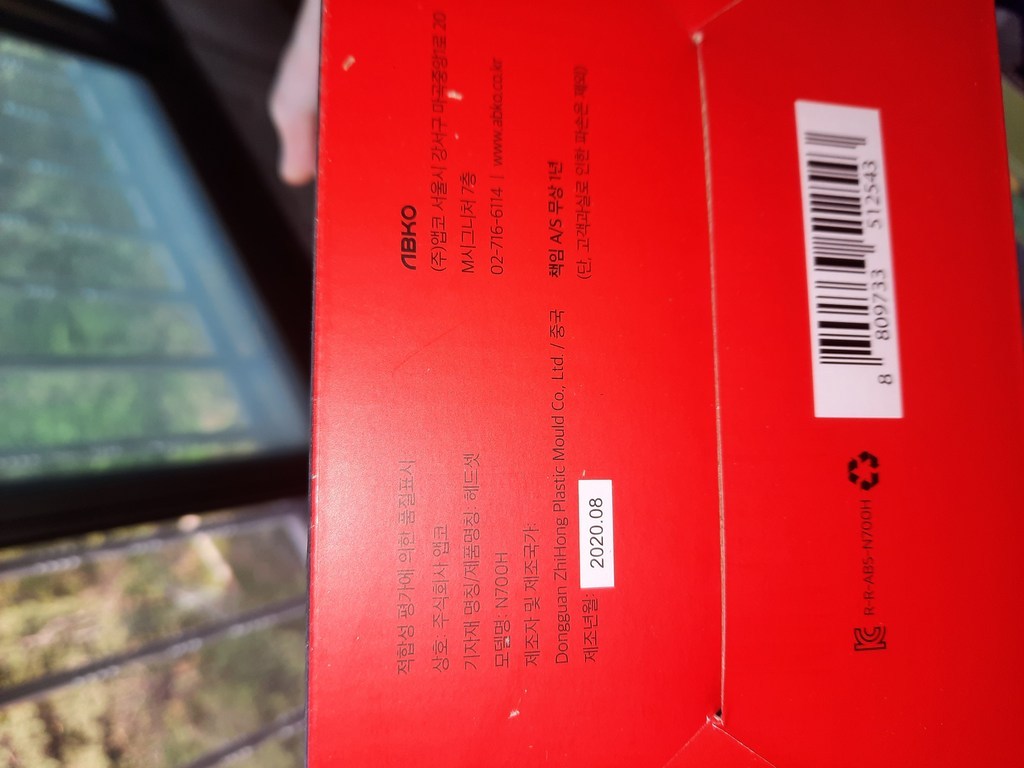 적합성 평가에 의한 품질표시
상호: 주식회사 앱코
기자재 명칭/제품명칭: 헤드셋
모델명: N700H
제조자 및 제조국가:
Dongguan ZhiHong Plastic Mould Co., Ltd. / 중국
제조년월: 2020.08
ABKO
(주)앱코 서울시 강서구 마곡중앙1로 20
M시그니처 7층
02-716-6114 | www.abko.co.kr
책임 A/S 무상 1년
(단, 고객과실로 인한 파손은 제외)
R-R-ABS-N700H
8 809733 512543